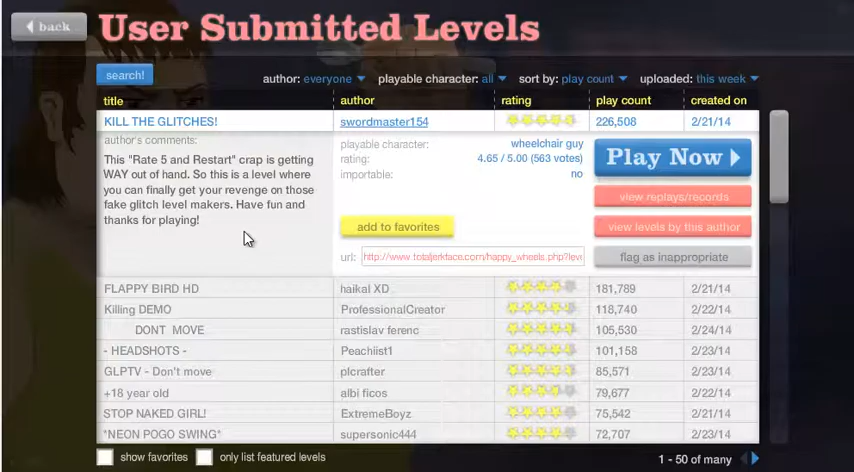 back
User Submitted Levels
search!
author: everyone playable character: all sort by: play count uploaded: this week
title author rating play count created on
KILL THE GLITCHES! swordmaster154 226,508 2/21/14
author's comments:
This "Rate 5 and Restart" crap is getting
WAY out of hand. So this is a level where
you can finally get your revenge on those
fake glitch level makers. Have fun and
thanks for playing!
playable character: wheelchair guy
rating: 4.65 / 5.00 (563 votes)
importable: no
add to favorites
url: http://www.totaljerkface.com/happy_wheels.php?leve
Play Now
view replays/records
view levels by this author
flag as inappropriate
FLAPPY BIRD HD haikal XD 181,789 2/21/14
Killing DEMO ProfessionalCreator 118,740 2/22/14
DONT MOVE rastislav ferenc 105,530 2/24/14
- HEADSHOTS - Peachiist1 101,158 2/23/14
GLPTV - Don't move plcrafter 85,571 2/23/14
+18 year old albi ficos 79,677 2/22/14
STOP NAKED GIRL! ExtremeBoyz 75,542 2/21/14
*NEON POGO SWING* supersonic444 72,707 2/23/14
show favorites only list featured levels 1 - 50 of many